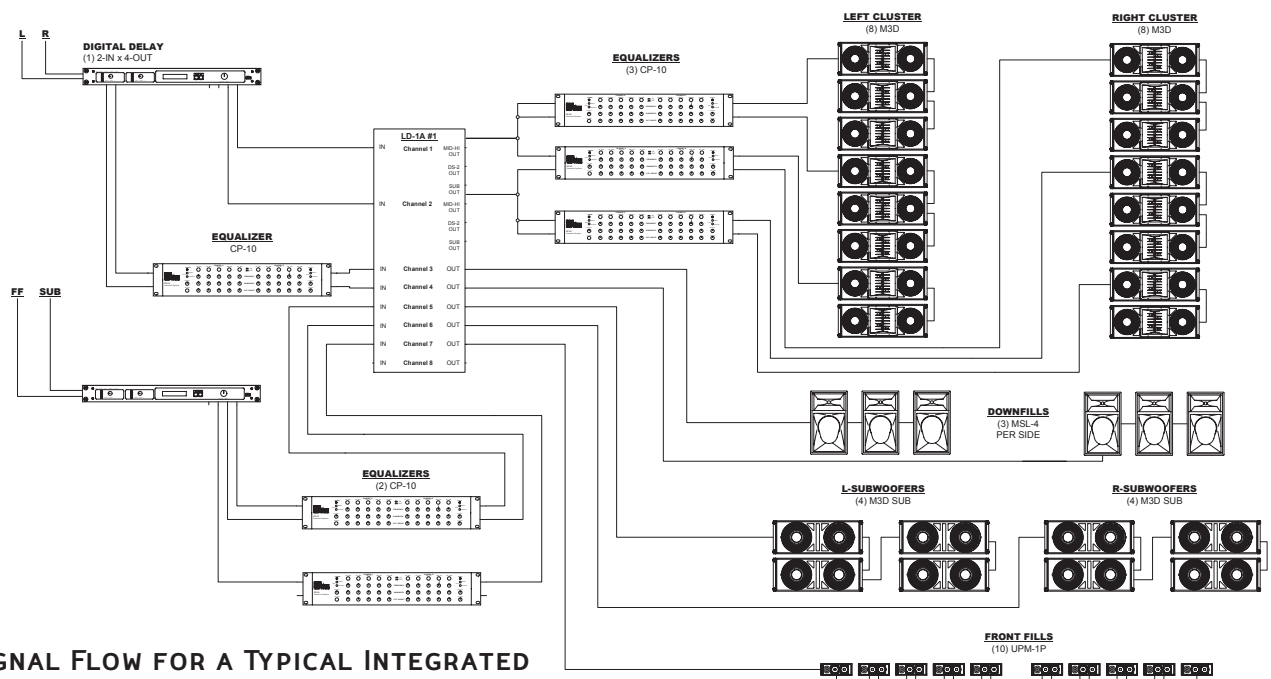 L R
DIGITAL DELAY
(1) 2-IN x 4-OUT
EQUALIZER
CP-10
FF SUB
EQUALIZERS
(2) CP-10
LD-1A #1
IN Channel 1 MID-HI OUT
DS-2 OUT
SUB OUT
IN Channel 2 MID-HI OUT
DS-2 OUT
SUB OUT
IN Channel 3 OUT
IN Channel 4 OUT
IN Channel 5 OUT
IN Channel 6 OUT
IN Channel 7 OUT
IN Channel 8 OUT
EQUALIZERS
(3) CP-10
LEFT CLUSTER
(8) M3D
RIGHT CLUSTER
(8) M3D
DOWNFILLS
(3) MSL-4
PER SIDE
L-SUBWOOFERS
(4) M3D SUB
R-SUBWOOFERS
(4) M3D SUB
FRONT FILLS
(10) UPM-1P
GNAL FLOW FOR A TYPICAL INTEGRATED